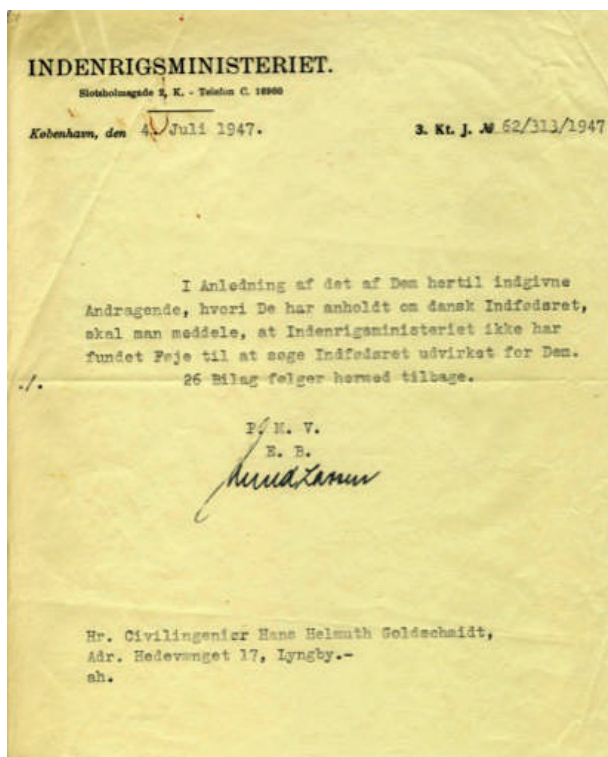 INDENRIGSMINISTERIET.
Slotsholmsgade 2, K. - Telefon C. 16900
København, den 4. Juli 1947.
3. Kt. J. № 62/313/1947
I Anledning af det af Dem hertil indgivne
Andragende, hvori De har anholdt om dansk Indfødsret,
skal man meddele, at Indenrigsministeriet ikke har
fundet Føje til at søge Indfødsret udvirket for Dem.
./. 26 Bilag følger hermed tilbage.
P. M. V.
E. B.
Hr. Civilingeniør Hans Helmuth Goldschmidt,
Adr. Hedevænget 17, Lyngby.-
ah.